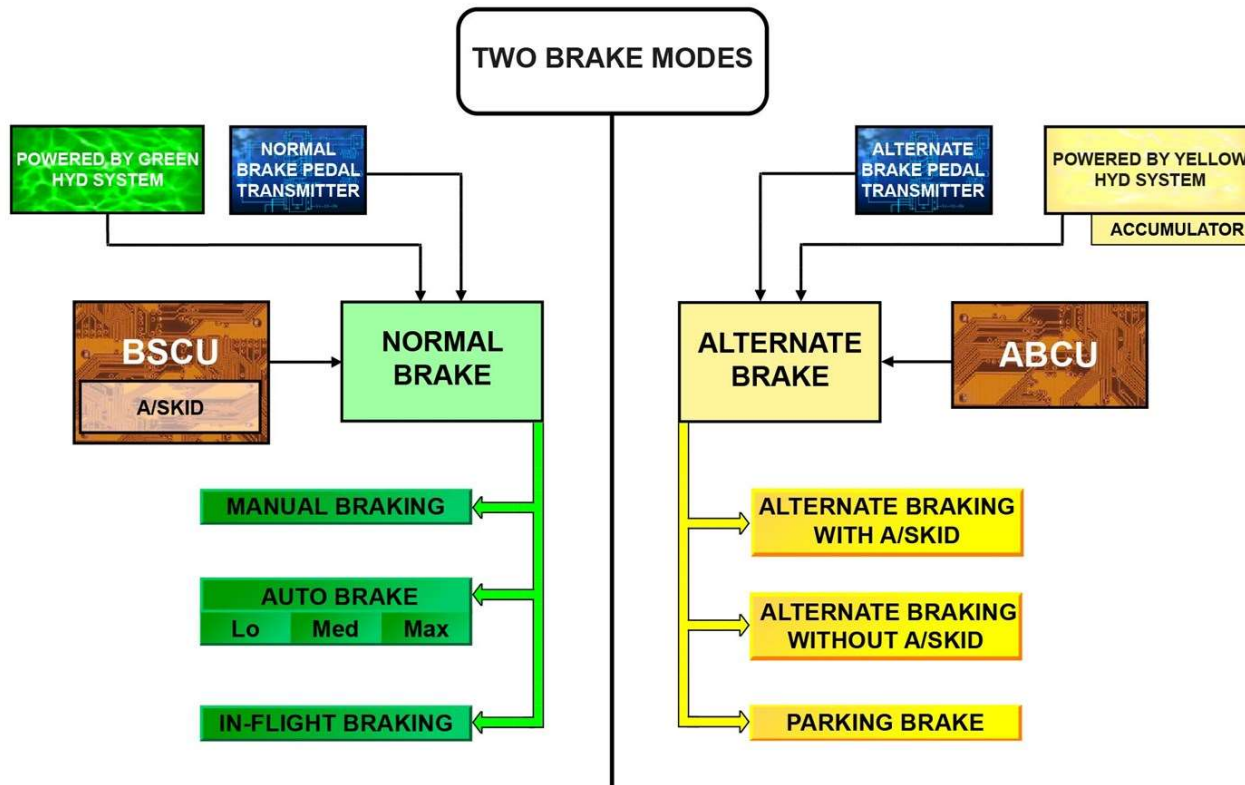 TWO BRAKE MODES
POWERED BY GREEN
HYD SYSTEM
NORMAL
BRAKE PEDAL
TRANSMITTER
ALTERNATE
BRAKE PEDAL
TRANSMITTER
POWERED BY YELLOW
HYD SYSTEM
ACCUMULATOR
BSCU
A/SKID
NORMAL
BRAKE
ALTERNATE
BRAKE
ABCU
MANUAL BRAKING
AUTO BRAKE
Lo Med Max
IN-FLIGHT BRAKING
ALTERNATE BRAKING
WITH A/SKID
ALTERNATE BRAKING
WITHOUT A/SKID
PARKING BRAKE